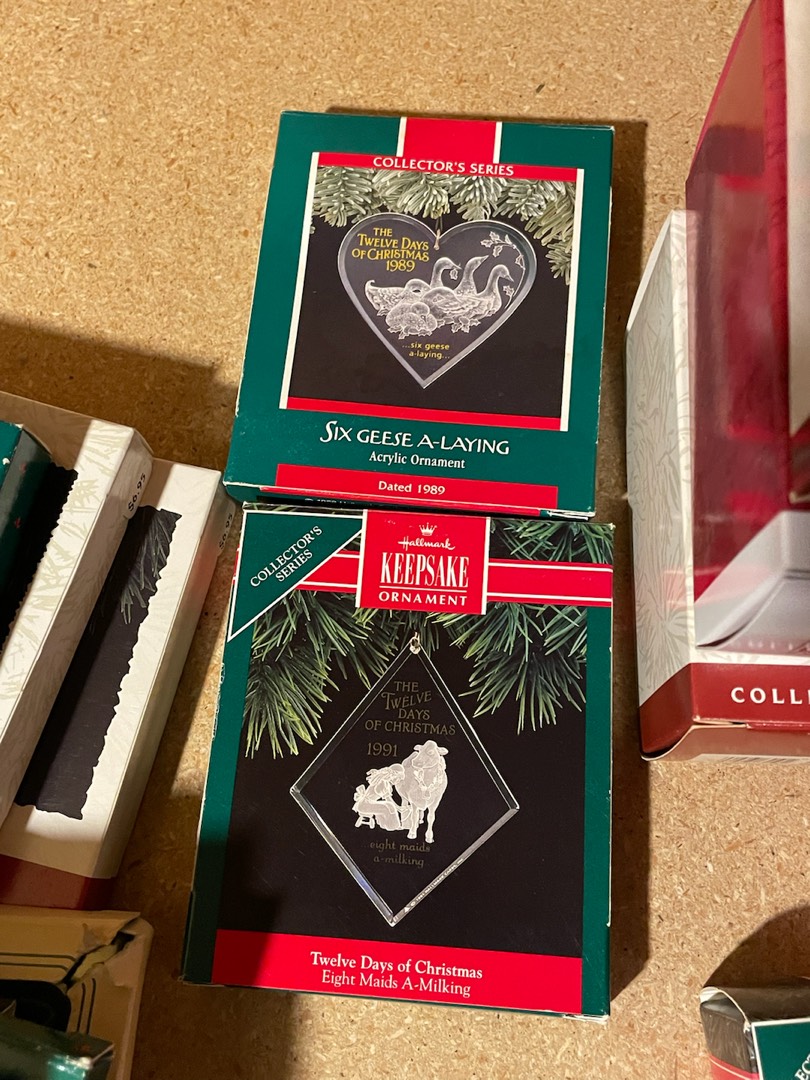 COLLECTOR'S SERIES
THE
TWELVE DAYS
OF CHRISTMAS
1989
...six geese
a-laying...
SIX GEESE A-LAYING
Acrylic Ornament
Dated 1989
$6.95
COLLECTOR'S
SERIES
Hallmark
KEEPSAKE
ORNAMENT
THE
TWELVE
DAYS
OF CHRISTMAS
1991
eight maids
a-milking
Twelve Days of Christmas
Eight Maids A-Milking
COLL